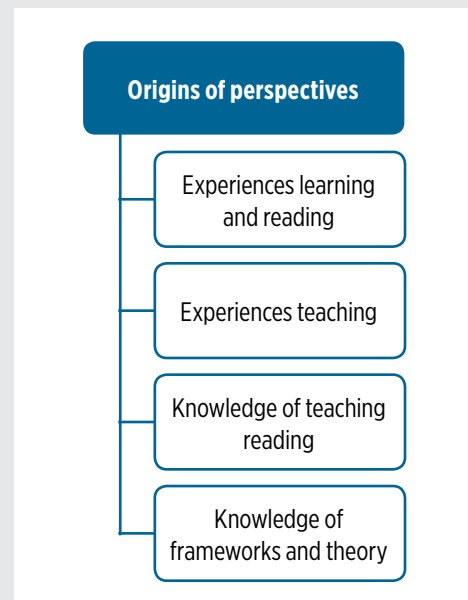 Origins of perspectives
Experiences learning
and reading
Experiences teaching
Knowledge of teaching
reading
Knowledge of
frameworks and theory